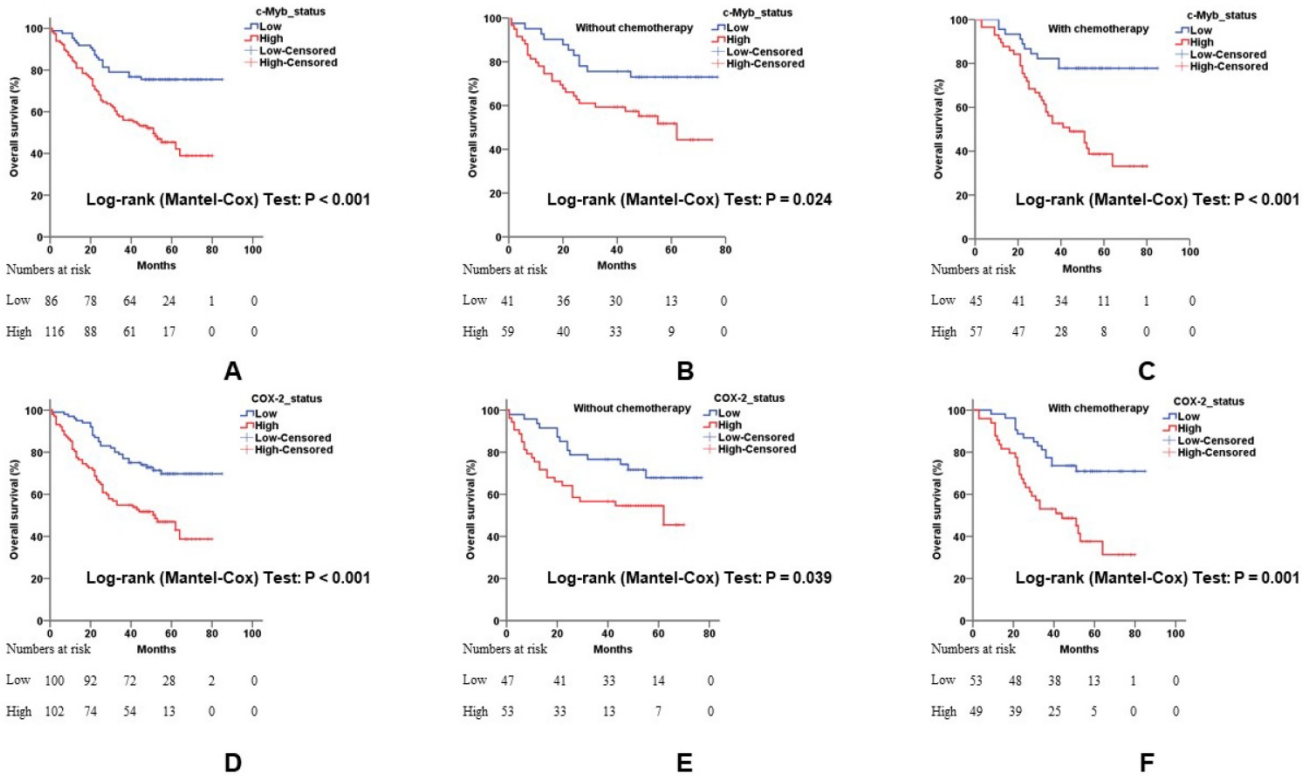 c-Myb_status
Low
High
Low-Censored
High-Censored
Overall survival (%)
100
80
60
40
20
0
Log-rank (Mantel-Cox) Test: P < 0.001
0 20 40 60 80 100
Months
Numbers at risk
Low 86 78 64 24 1 0
High 116 88 61 17 0 0
A
c-Myb_status
Without chemotherapy
Low
High
Low-Censored
High-Censored
Overall survival (%)
100
80
60
40
20
0
Log-rank (Mantel-Cox) Test: P = 0.024
0 20 40 60 80
Months
Numbers at risk
Low 41 36 30 13 0
High 59 40 33 9 0
B
c-Myb_status
With chemotherapy
Low
High
Low-Censored
High-Censored
Overall survival (%)
100
80
60
40
20
0
Log-rank (Mantel-Cox) Test: P < 0.001
0 20 40 60 80 100
Months
Numbers at risk
Low 45 41 34 11 1 0
High 57 47 28 8 0 0
C
COX-2_status
Low
High
Low-Censored
High-Censored
Overall survival (%)
100
80
60
40
20
0
Log-rank (Mantel-Cox) Test: P < 0.001
0 20 40 60 80 100
Months
Numbers at risk
Low 100 92 72 28 2 0
High 102 74 54 13 0 0
D
COX-2_status
Without chemotherapy
Low
High
Low-Censored
High-Censored
Overall survival (%)
100
80
60
40
20
0
Log-rank (Mantel-Cox) Test: P = 0.039
0 20 40 60 80
Months
Numbers at risk
Low 47 41 33 14 0
High 53 33 13 7 0
E
COX-2_status
With chemotherapy
Low
High
Low-Censored
High-Censored
Overall survival (%)
100
80
60
40
20
0
Log-rank (Mantel-Cox) Test: P = 0.001
0 20 40 60 80 100
Months
Numbers at risk
Low 53 48 38 13 1 0
High 49 39 25 5 0 0
F